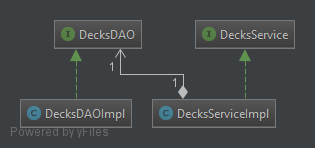 I DecksDAO
I DecksService
1
1
C DecksDAOImpl
C DecksServiceImpl
Powered by yFiles